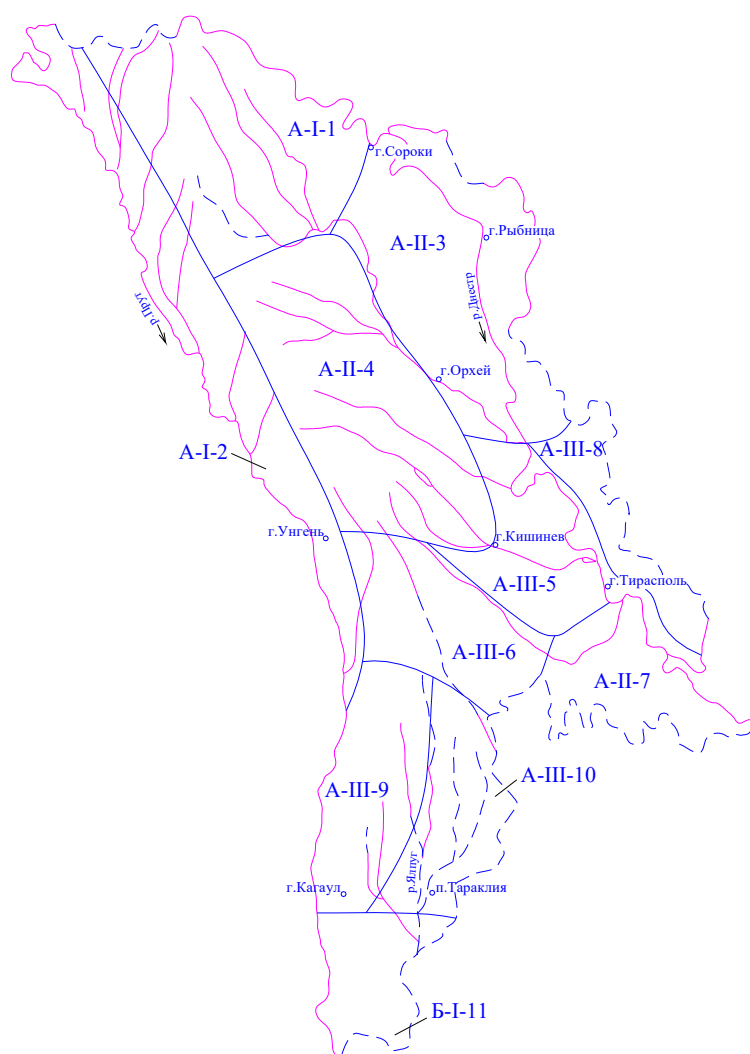 А-I-1
г.Сороки
А-II-3
г.Рыбница
р.Прут
р.Днестр
А-II-4
г.Орхей
А-I-2
А-III-8
г.Унгень
г.Кишинев
А-III-5
г.Тирасполь
А-III-6
А-II-7
А-III-10
А-III-9
р.Ялпуг
г.Кагаул
п.Тараклия
Б-I-11